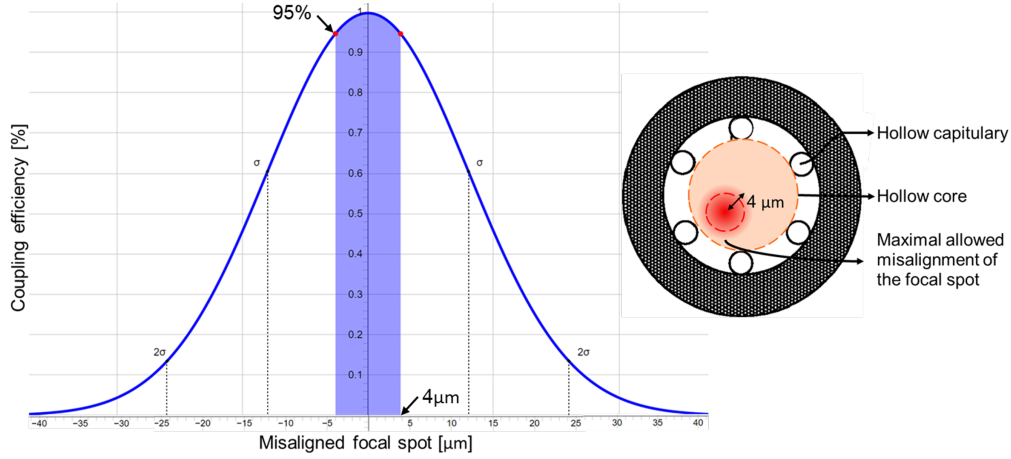 95%
1
0.9
0.8
0.7
0.6
0.5
0.4
0.3
0.2
0.1
σ
σ
2σ
2σ
4μm
−40 −35 −30 −25 −20 −15 −10 −5 0 5 10 15 20 25 30 35 40
Misaligned focal spot [μm]
Coupling efficiency [%]
4 μm
Hollow capitulary
Hollow core
Maximal allowed
misalignment of
the focal spot